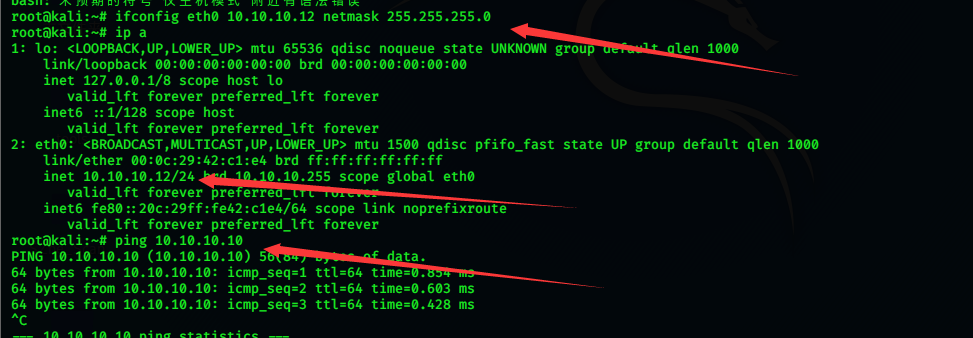 bash: 未预期的符号“仅主机模式”附近有语法错误
root@kali:~# ifconfig eth0 10.10.10.12 netmask 255.255.255.0
root@kali:~# ip a
1: lo: <LOOPBACK,UP,LOWER_UP> mtu 65536 qdisc noqueue state UNKNOWN group default qlen 1000
link/loopback 00:00:00:00:00:00 brd 00:00:00:00:00:00
inet 127.0.0.1/8 scope host lo
valid_lft forever preferred_lft forever
inet6 ::1/128 scope host
valid_lft forever preferred_lft forever
2: eth0: <BROADCAST,MULTICAST,UP,LOWER_UP> mtu 1500 qdisc pfifo_fast state UP group default qlen 1000
link/ether 00:0c:29:42:c1:e4 brd ff:ff:ff:ff:ff:ff
inet 10.10.10.12/24 brd 10.10.10.255 scope global eth0
valid_lft forever preferred_lft forever
inet6 fe80::20c:29ff:fe42:c1e4/64 scope link noprefixroute
valid_lft forever preferred_lft forever
root@kali:~# ping 10.10.10.10
PING 10.10.10.10 (10.10.10.10) 56(84) bytes of data.
64 bytes from 10.10.10.10: icmp_seq=1 ttl=64 time=0.854 ms
64 bytes from 10.10.10.10: icmp_seq=2 ttl=64 time=0.603 ms
64 bytes from 10.10.10.10: icmp_seq=3 ttl=64 time=0.428 ms
^C
--- 10.10.10.10 ping statistics ---